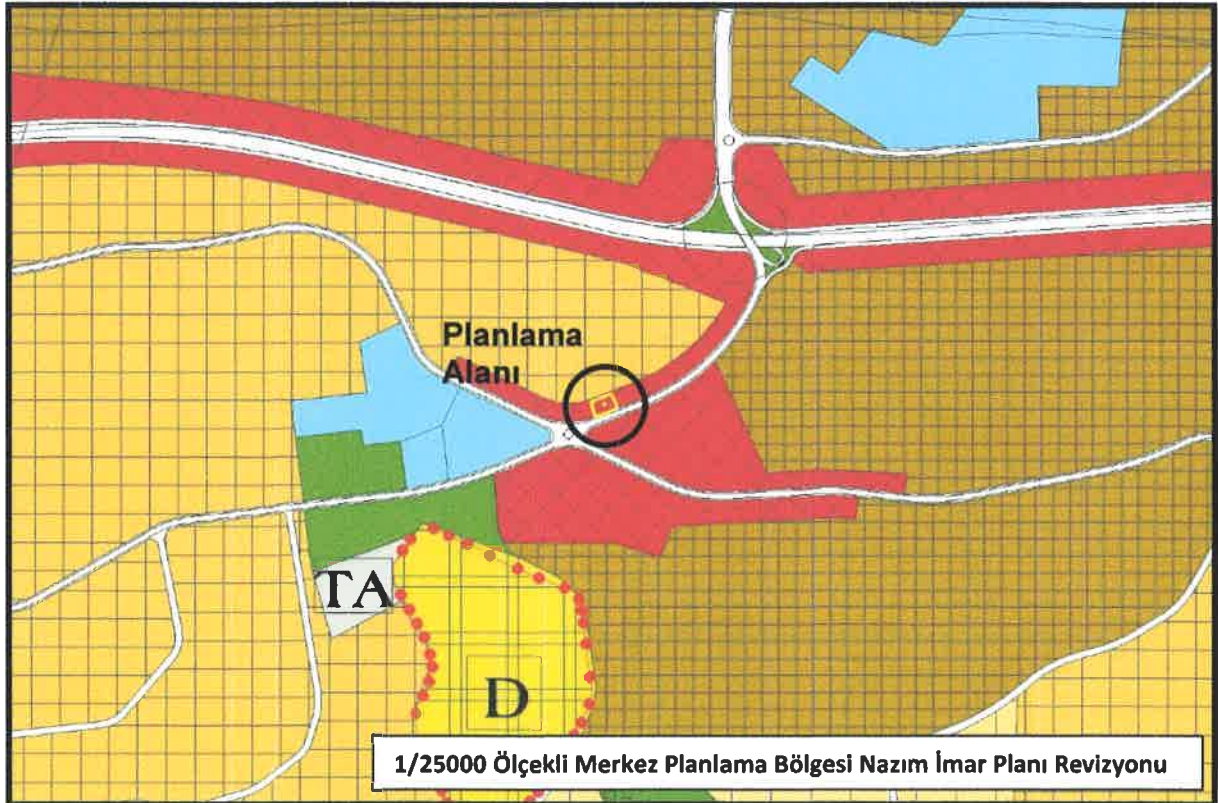 Planlama
Alanı
TA
D
1/25000 Ölçekli Merkez Planlama Bölgesi Nazım İmar Planı Revizyonu